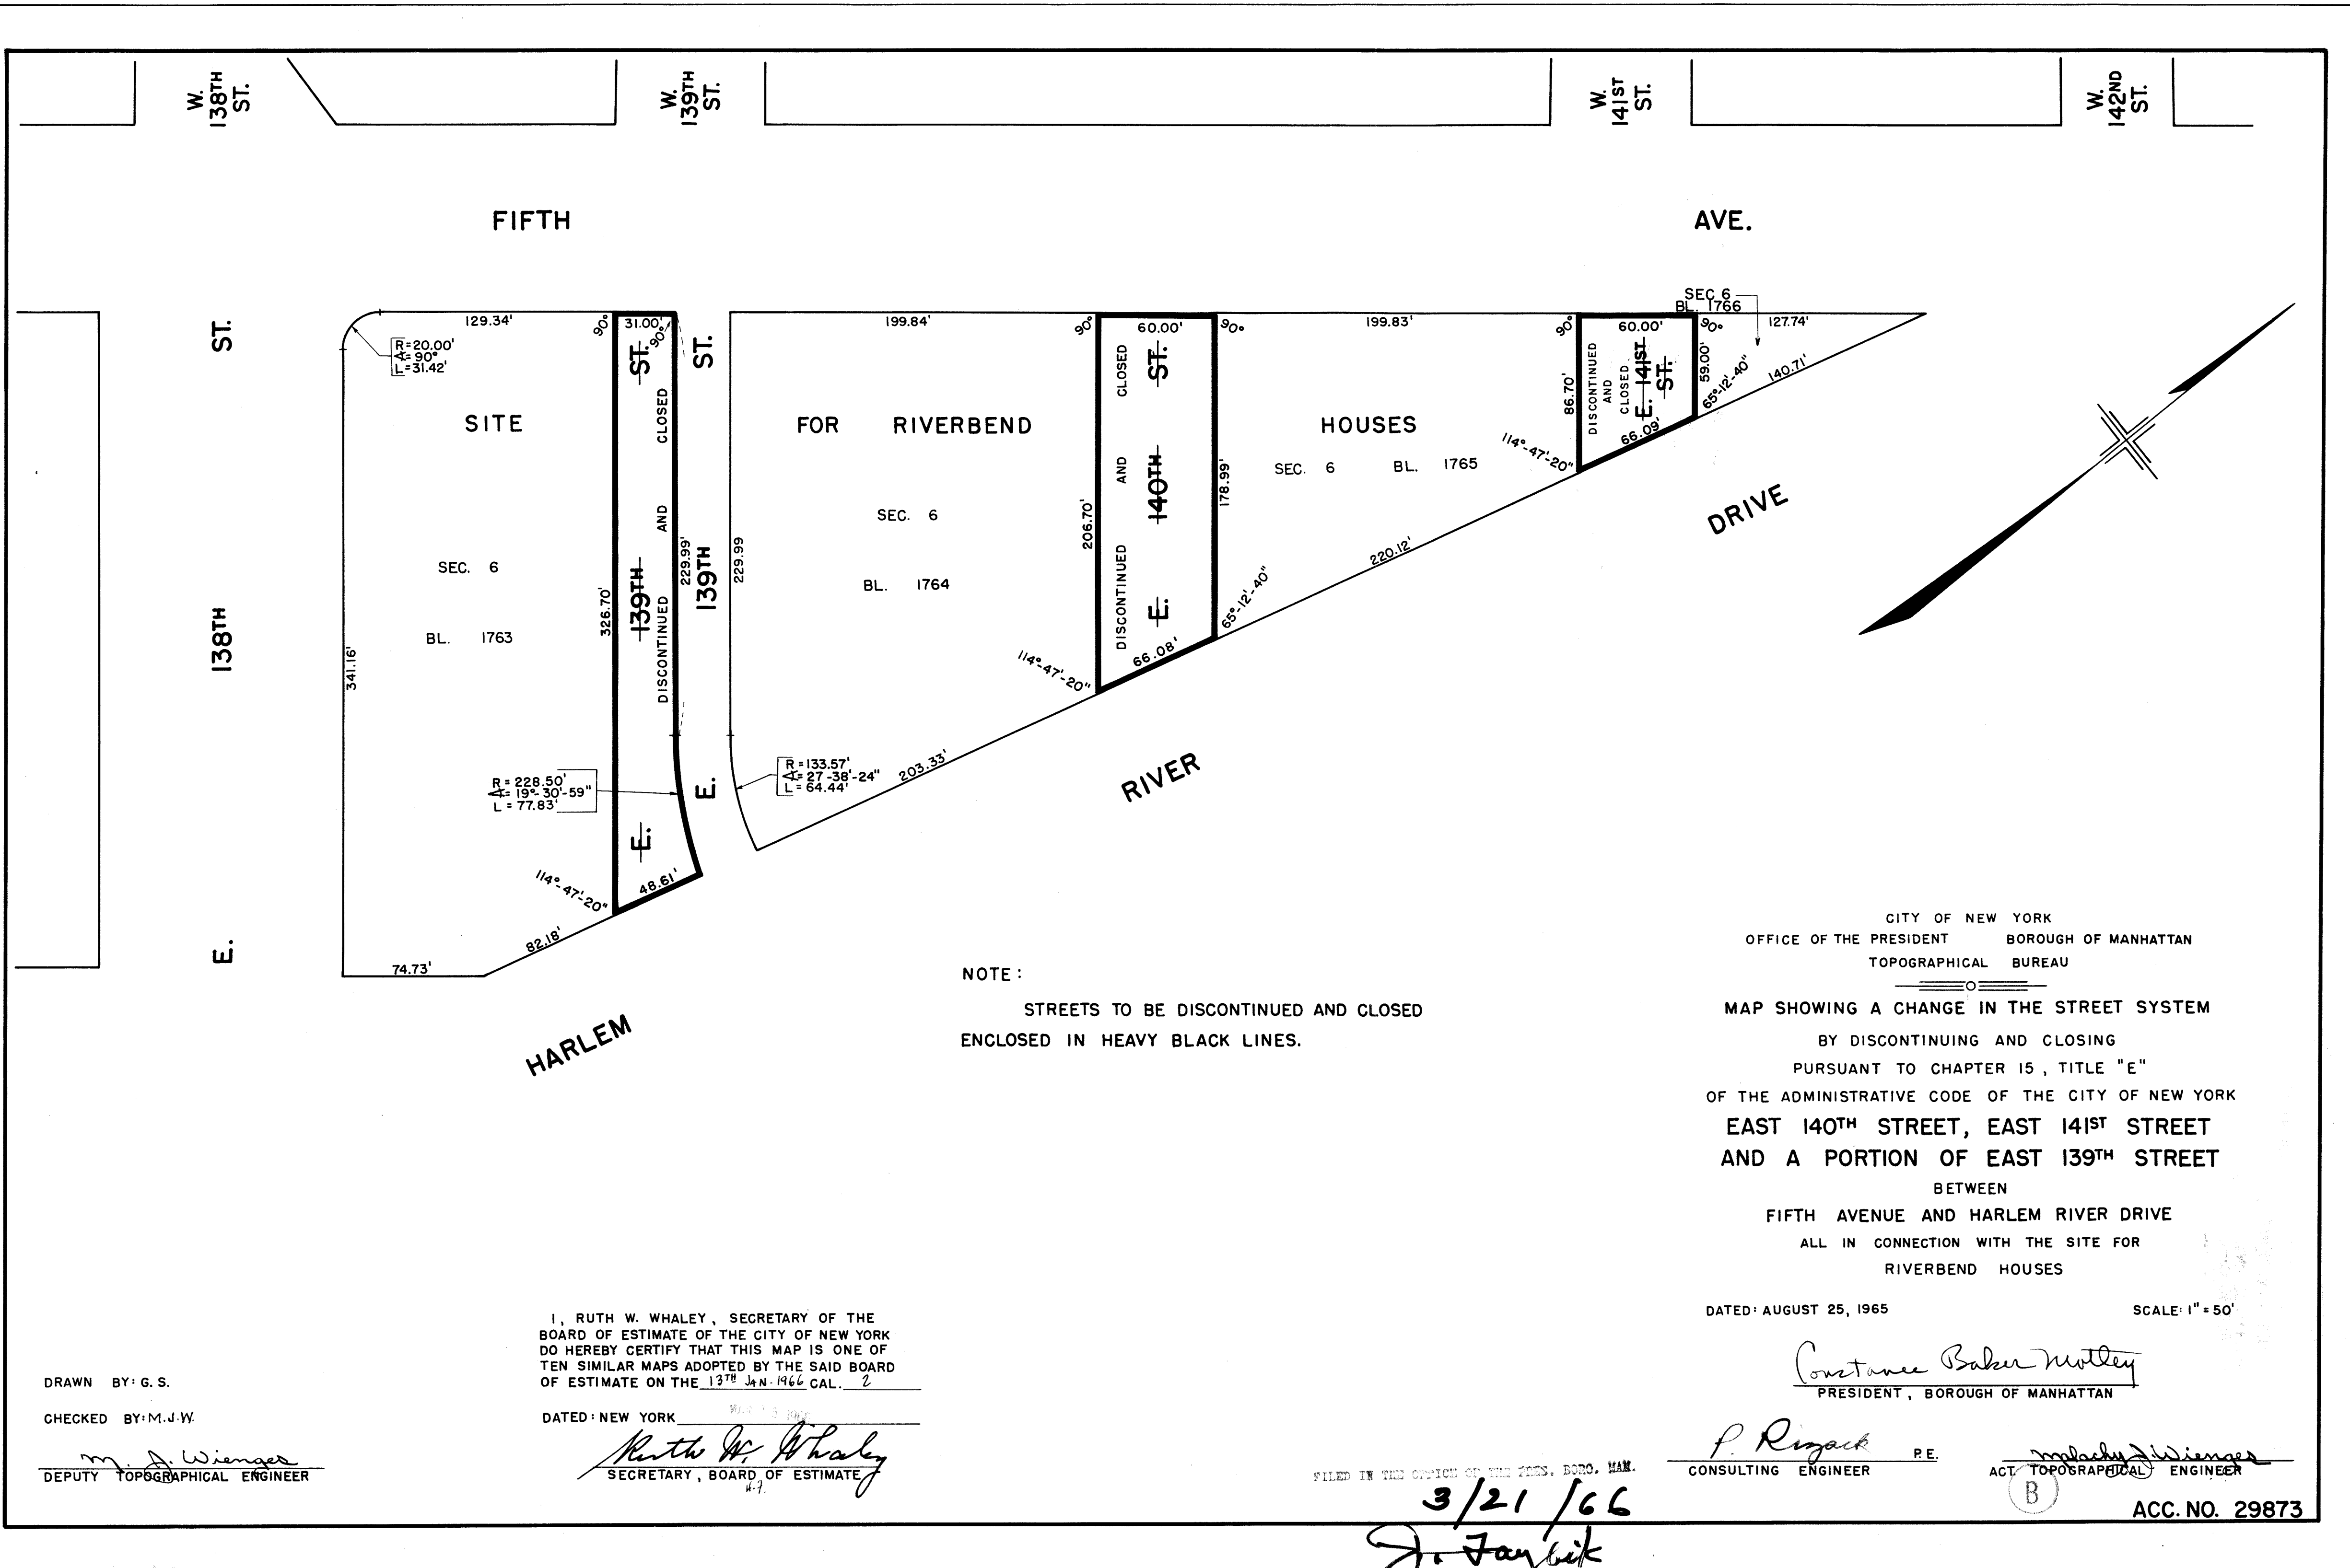 W.
138TH
ST.
W.
139TH
ST.
W.
141ST
ST.
W.
142ND
ST.
FIFTH AVE.
E. 138TH ST.
129.34'
R=20.00'
∢=90°
L=31.42'
341.16'
SITE FOR RIVERBEND HOUSES
SEC. 6
BL. 1763
74.73'
82.18'
90°
31.00'
90°
E. 139TH ST.
DISCONTINUED AND CLOSED
326.70'
229.99'
R=228.50'
∢=19°-30'-59"
L=77.83'
114°-47'-20"
48.61'
E. 139TH ST.
229.99
R=133.57'
∢=27-38'-24"
L=64.44'
199.84'
SEC. 6
BL. 1764
203.33'
90°
60.00'
90°
DISCONTINUED AND CLOSED
E. 140TH ST.
206.70'
178.99'
114°-47'-20"
66.08'
65°-12'-40"
199.83'
SEC. 6 BL. 1765
220.12'
90°
60.00'
90°
86.70'
DISCONTINUED
AND
CLOSED
E. 141ST
ST.
59.00'
114°-47'-20"
66.09'
65°-12'-40"
SEC 6
BL. 1766
127.74'
140.71'
HARLEM RIVER DRIVE
NOTE:
STREETS TO BE DISCONTINUED AND CLOSED
ENCLOSED IN HEAVY BLACK LINES.
CITY OF NEW YORK
OFFICE OF THE PRESIDENT BOROUGH OF MANHATTAN
TOPOGRAPHICAL BUREAU
MAP SHOWING A CHANGE IN THE STREET SYSTEM
BY DISCONTINUING AND CLOSING
PURSUANT TO CHAPTER 15, TITLE "E"
OF THE ADMINISTRATIVE CODE OF THE CITY OF NEW YORK
EAST 140TH STREET, EAST 141ST STREET
AND A PORTION OF EAST 139TH STREET
BETWEEN
FIFTH AVENUE AND HARLEM RIVER DRIVE
ALL IN CONNECTION WITH THE SITE FOR
RIVERBEND HOUSES
DATED: AUGUST 25, 1965 SCALE: 1"=50'
Constance Baker Motley
PRESIDENT, BOROUGH OF MANHATTAN
P. Rizack P.E.
CONSULTING ENGINEER
Malachy J. Wienges
ACT. TOPOGRAPHICAL ENGINEER
B
ACC. NO. 29873
I, RUTH W. WHALEY, SECRETARY OF THE
BOARD OF ESTIMATE OF THE CITY OF NEW YORK
DO HEREBY CERTIFY THAT THIS MAP IS ONE OF
TEN SIMILAR MAPS ADOPTED BY THE SAID BOARD
OF ESTIMATE ON THE 13TH JAN. 1966 CAL. 2
DATED: NEW YORK
Ruth W. Whaley
SECRETARY, BOARD OF ESTIMATE
DRAWN BY: G. S.
CHECKED BY: M.J.W.
M. J. Wienges
DEPUTY TOPOGRAPHICAL ENGINEER
FILED IN THE OFFICE OF THE PRES. BORO. MAN.
3/21/66